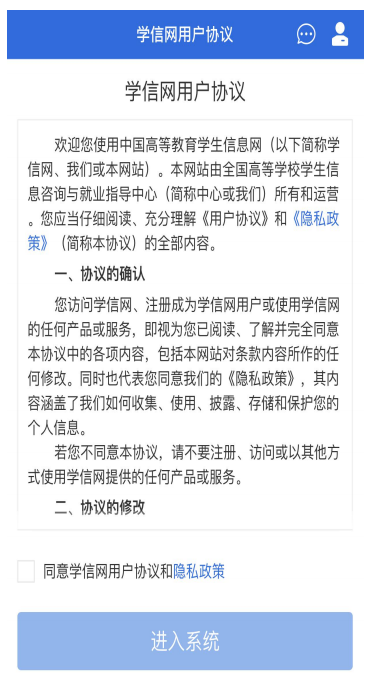 学信网用户协议
学信网用户协议
欢迎您使用中国高等教育学生信息网（以下简称学
信网、我们或本网站）。本网站由全国高等学校学生信
息咨询与就业指导中心（简称中心或我们）所有和运营
。您应当仔细阅读、充分理解《用户协议》和《隐私政
策》（简称本协议）的全部内容。
一、协议的确认
您访问学信网、注册成为学信网用户或使用学信网
的任何产品或服务，即视为您已阅读、了解并完全同意
本协议中的各项内容，包括本网站对条款内容所作的任
何修改。同时也代表您同意我们的《隐私政策》，其内
容涵盖了我们如何收集、使用、披露、存储和保护您的
个人信息。
若您不同意本协议，请不要注册、访问或以其他方
式使用学信网提供的任何产品或服务。
二、协议的修改
同意学信网用户协议和隐私政策
进入系统